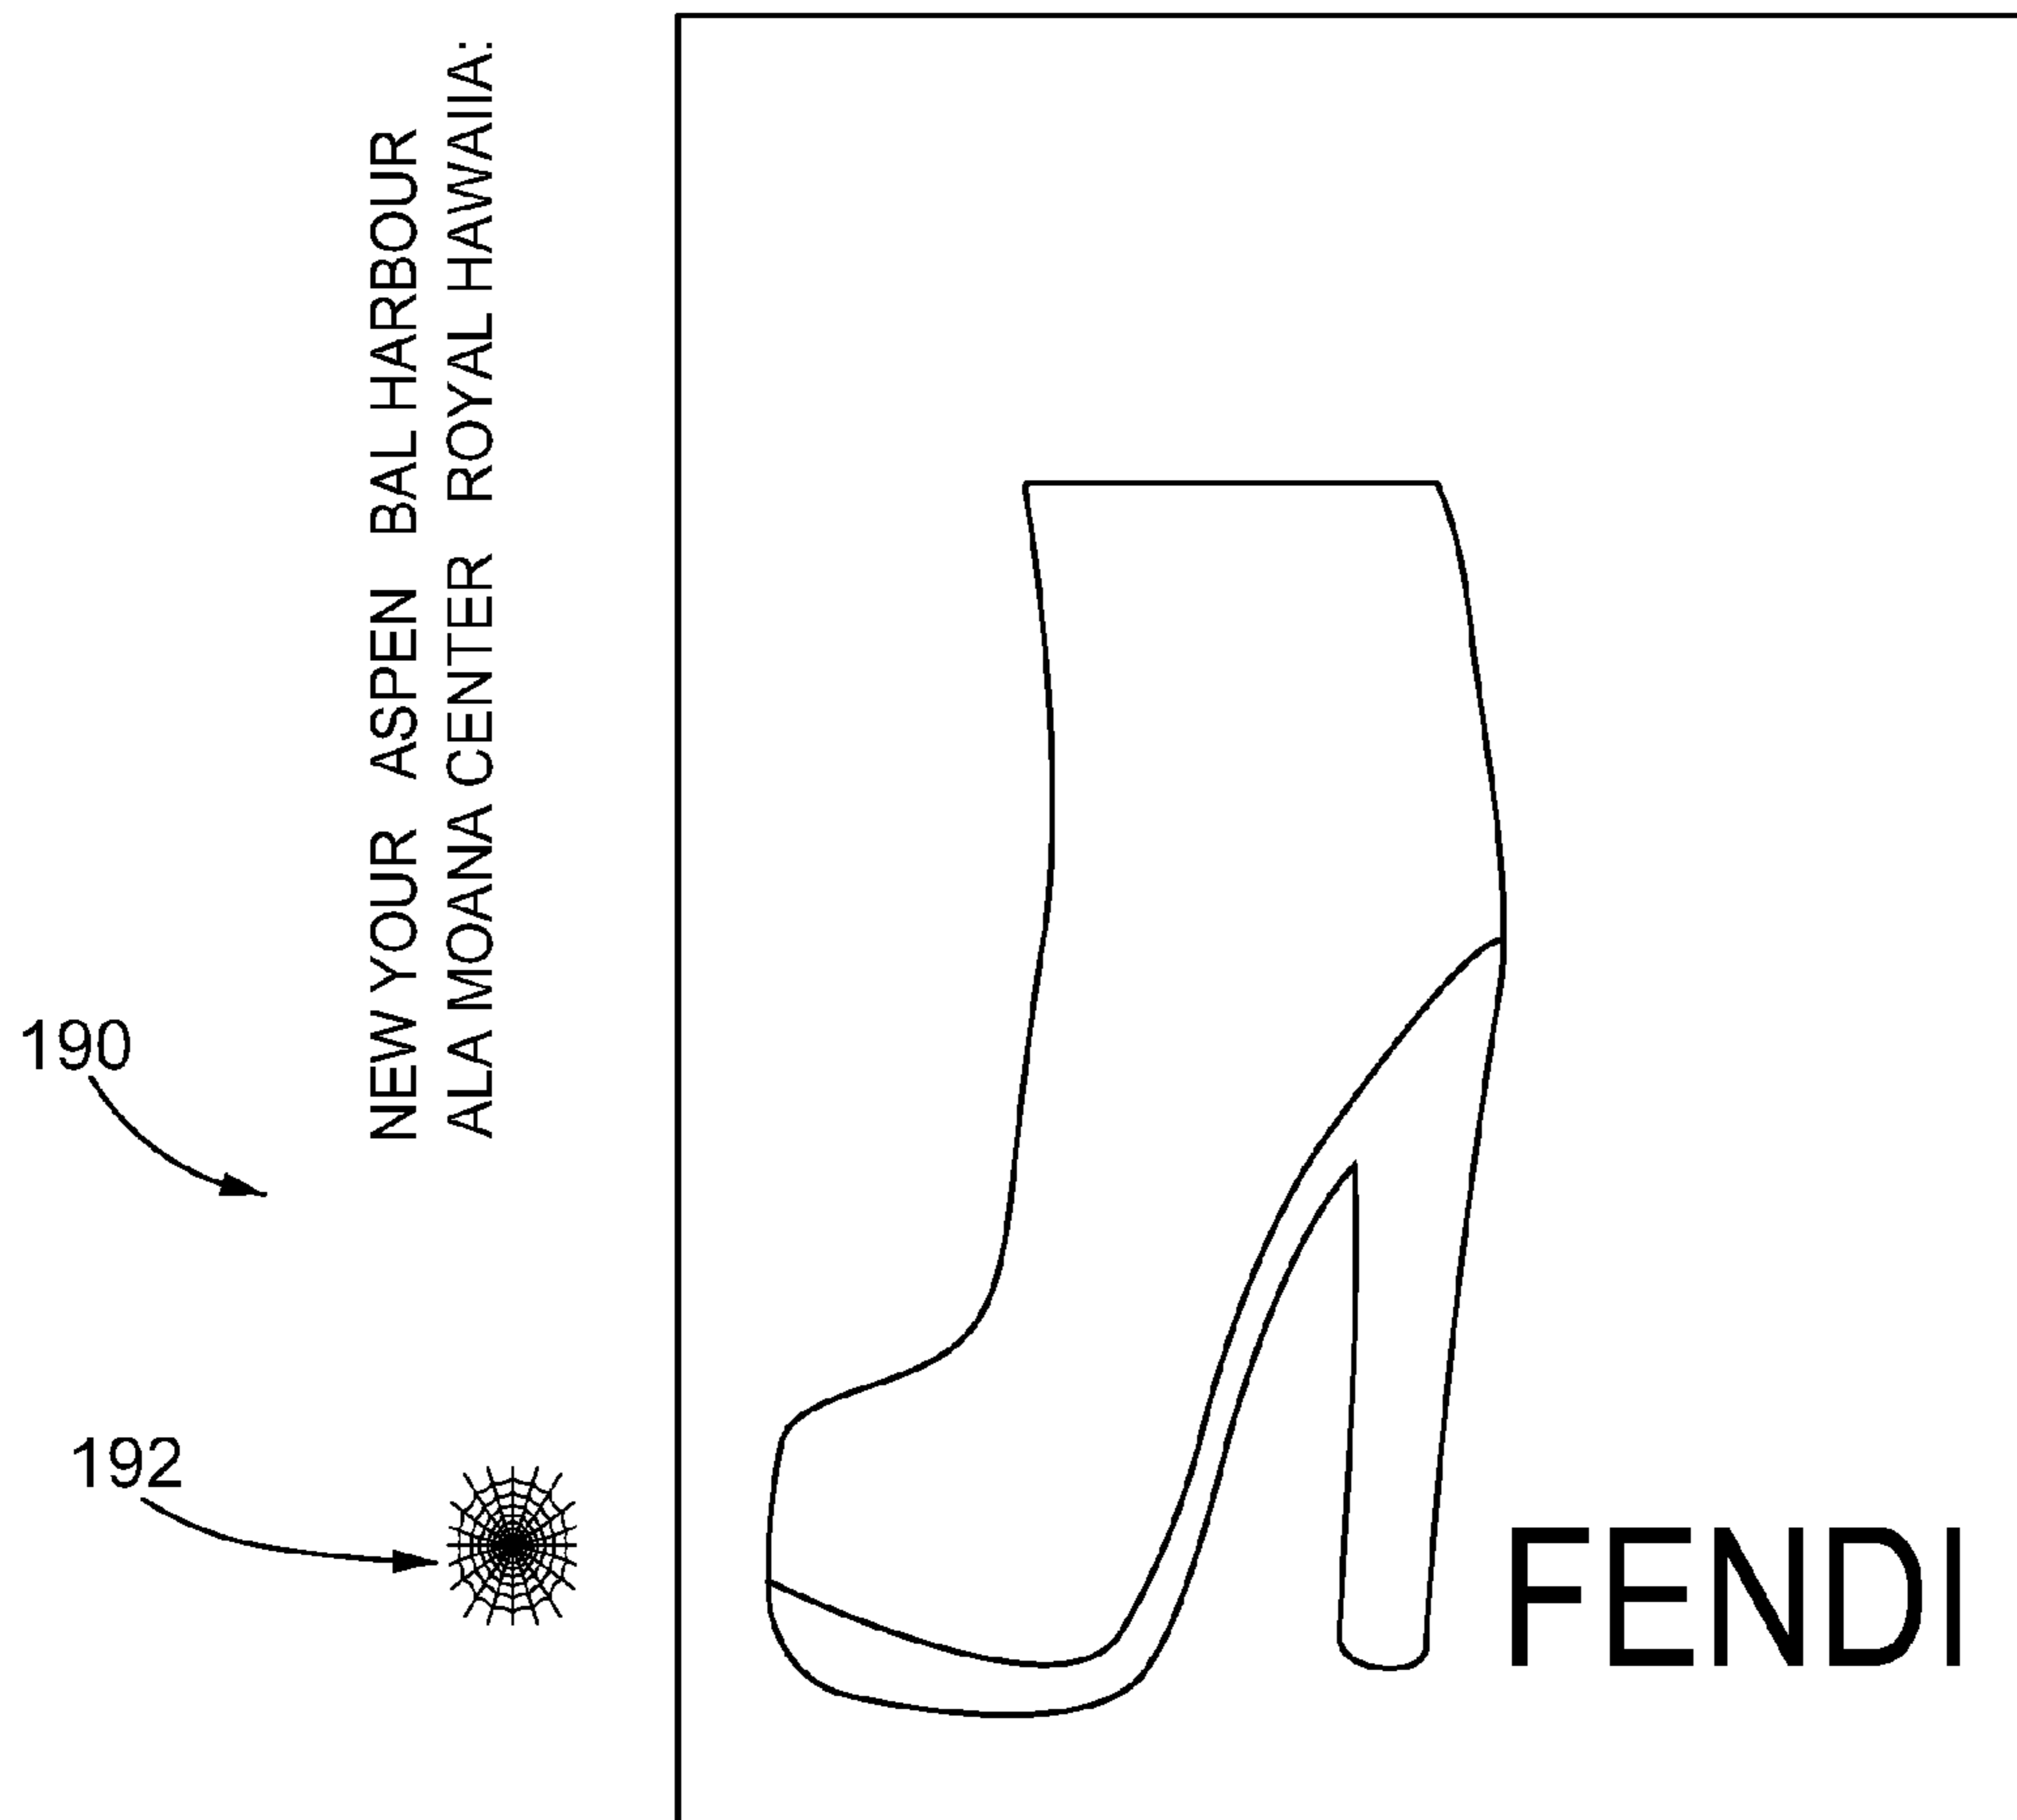 NEW YOUR ASPEN BAL HARBOUR
ALA MOANA CENTER ROYAL HAWAIIA:
190
192
FENDI